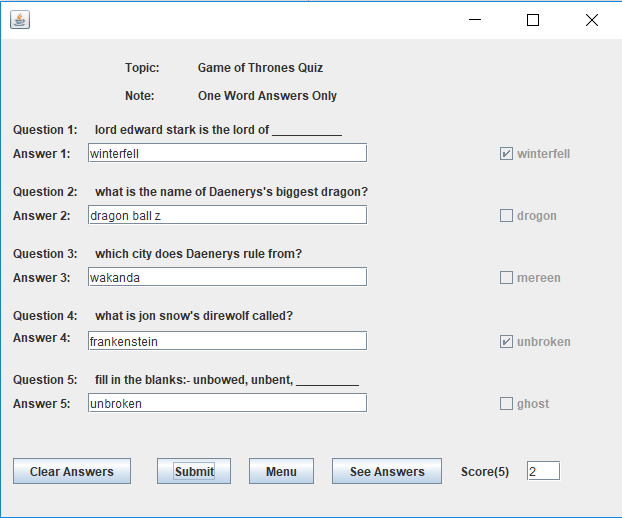 Topic: Game of Thrones Quiz
Note: One Word Answers Only
Question 1: lord edward stark is the lord of ___________
Answer 1: winterfell winterfell
Question 2: what is the name of Daenerys's biggest dragon?
Answer 2: dragon ball z drogon
Question 3: which city does Daenerys rule from?
Answer 3: wakanda mereen
Question 4: what is jon snow's direwolf called?
Answer 4: frankenstein unbroken
Question 5: fill in the blanks:- unbowed, unbent, __________
Answer 5: unbroken ghost
Clear Answers Submit Menu See Answers Score(5) 2